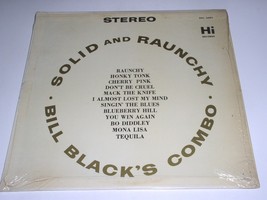 STEREO
Hi
SOLID AND RAUNCHY
RAUNCHY
HONKY TONK
CHERRY PINK
DON'T BE CRUEL
MACK THE KNIFE
I ALMOST LOST MY MIND
SINGIN' THE BLUES
BLUEBERRY HILL
YOU WIN AGAIN
BO DIDDLEY
MONA LISA
TEQUILA
BILL BLACK'S COMBO